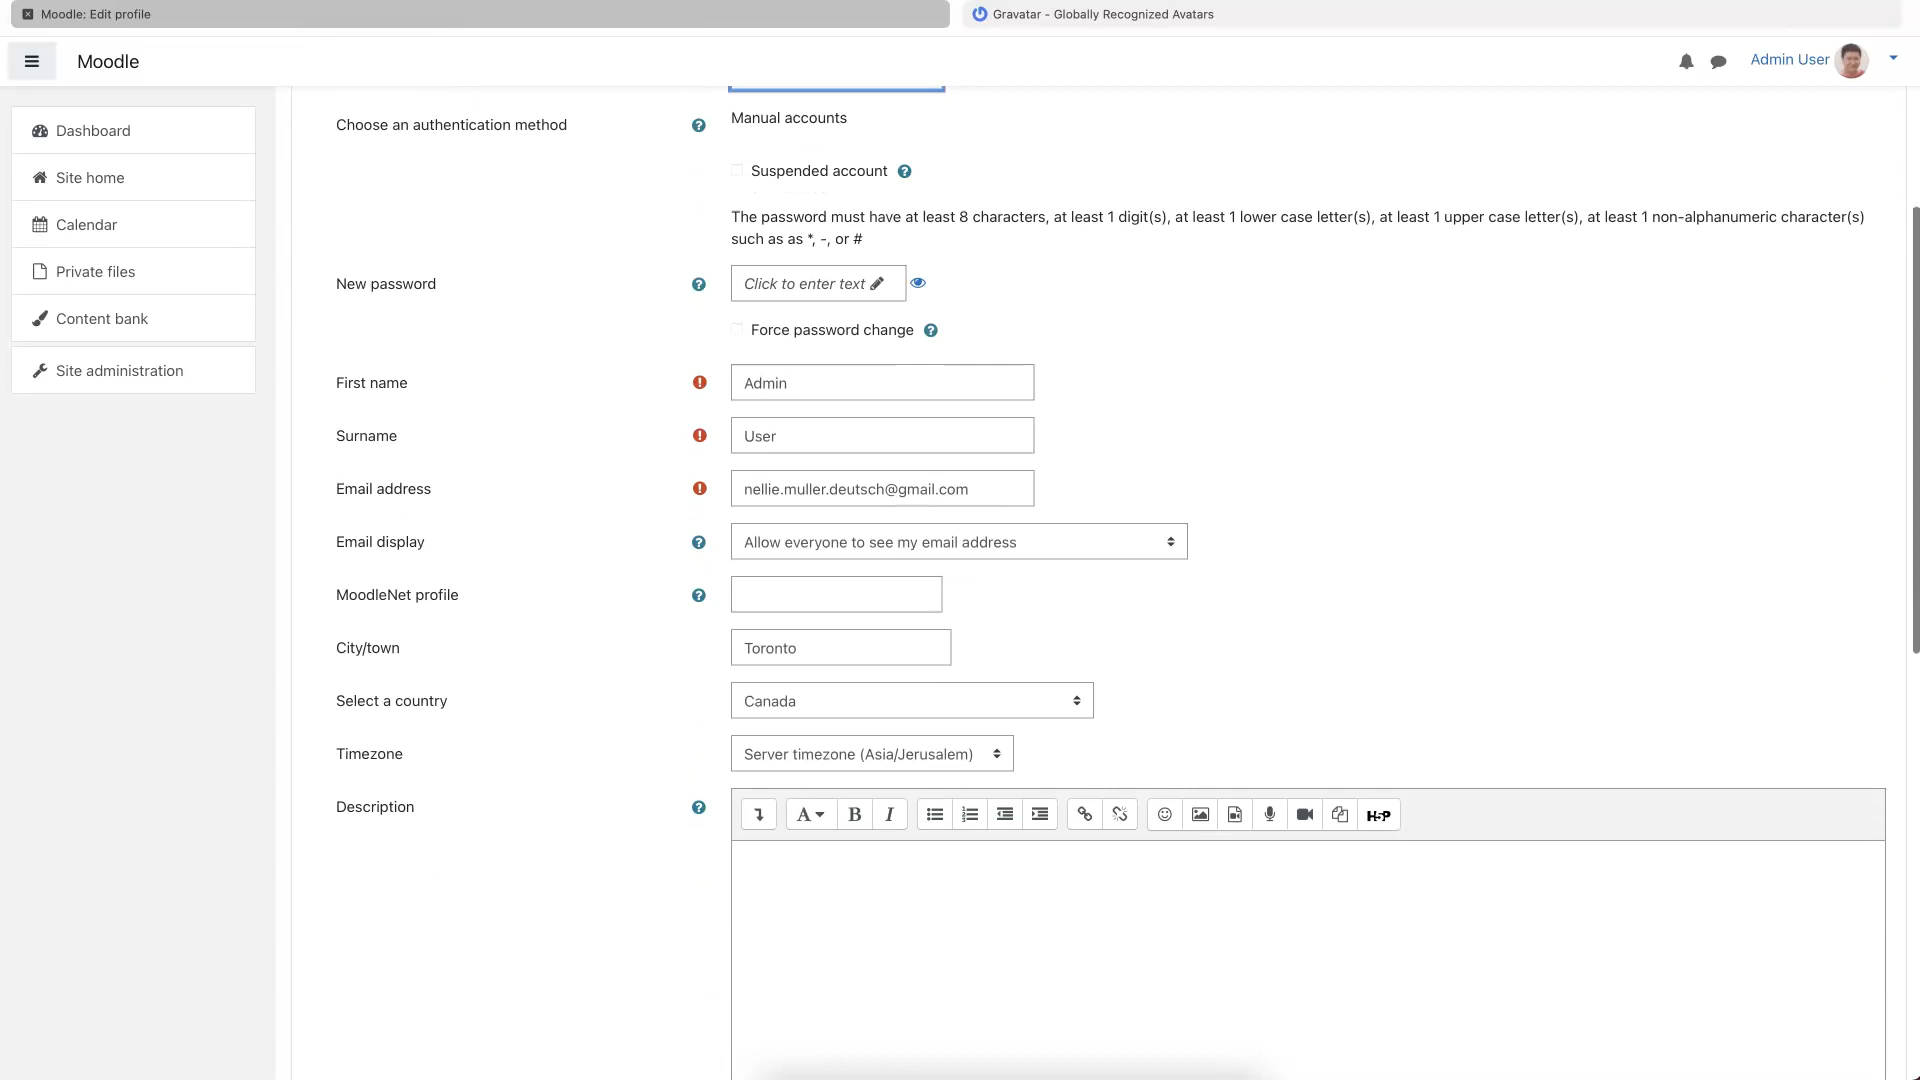 Moodle: Edit profile
Gravatar - Globally Recognized Avatars
Moodle
Admin User
Dashboard
Site home
Calendar
Private files
Content bank
Site administration
Choose an authentication method
Manual accounts
Suspended account
The password must have at least 8 characters, at least 1 digit(s), at least 1 lower case letter(s), at least 1 upper case letter(s), at least 1 non-alphanumeric character(s)
such as as *, -, or #
New password
Click to enter text
Force password change
First name
Admin
Surname
User
Email address
nellie.muller.deutsch@gmail.com
Email display
Allow everyone to see my email address
MoodleNet profile
City/town
Toronto
Select a country
Canada
Timezone
Server timezone (Asia/Jerusalem)
Description
A B I
H5P